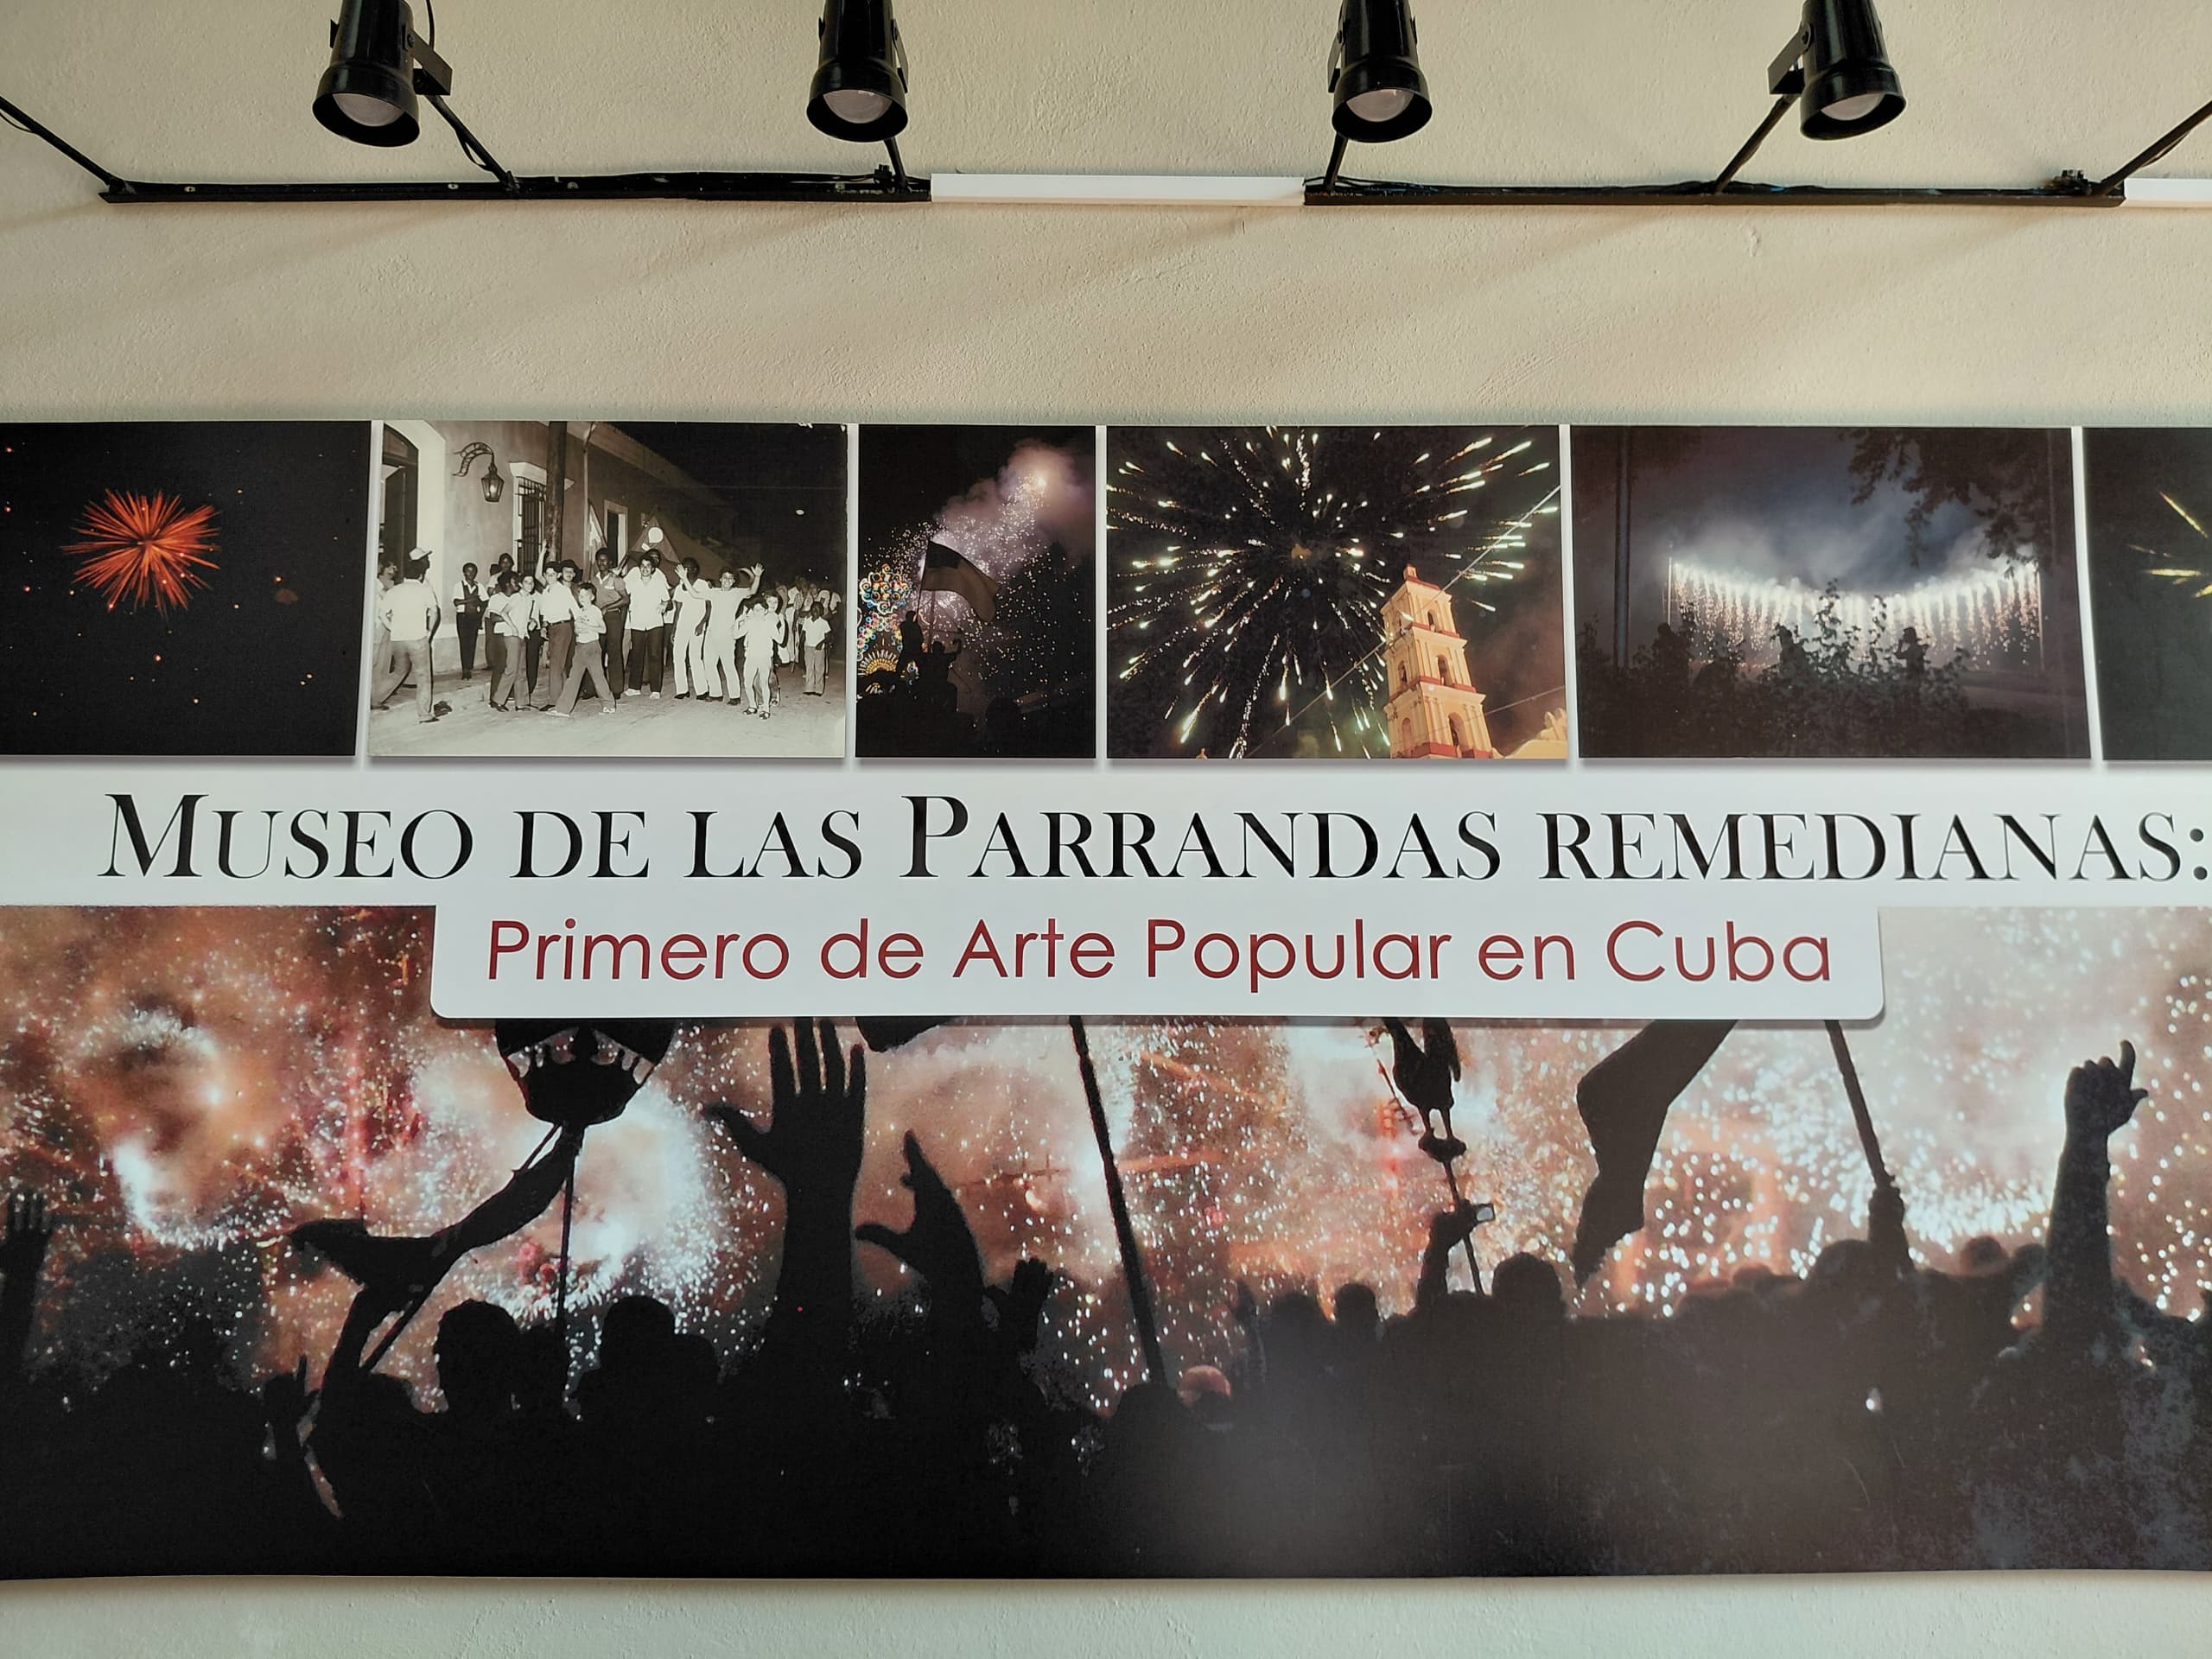 MUSEO DE LAS PARRANDAS REMEDIANAS:
Primero de Arte Popular en Cuba